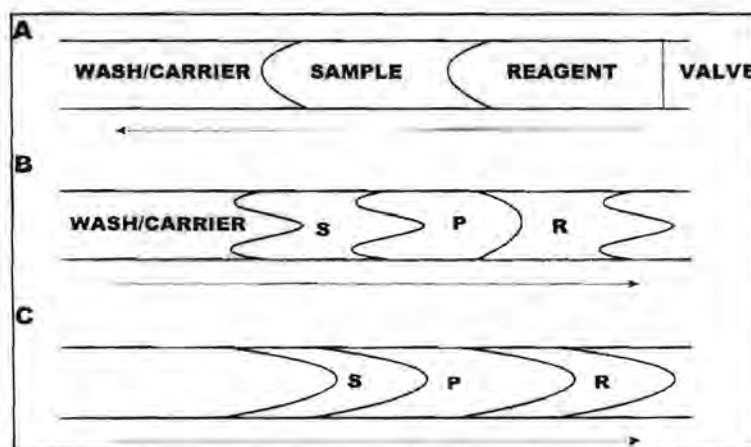 A
WASH/CARRIER SAMPLE REAGENT VALVE
B
WASH/CARRIER S P R
C
S P R